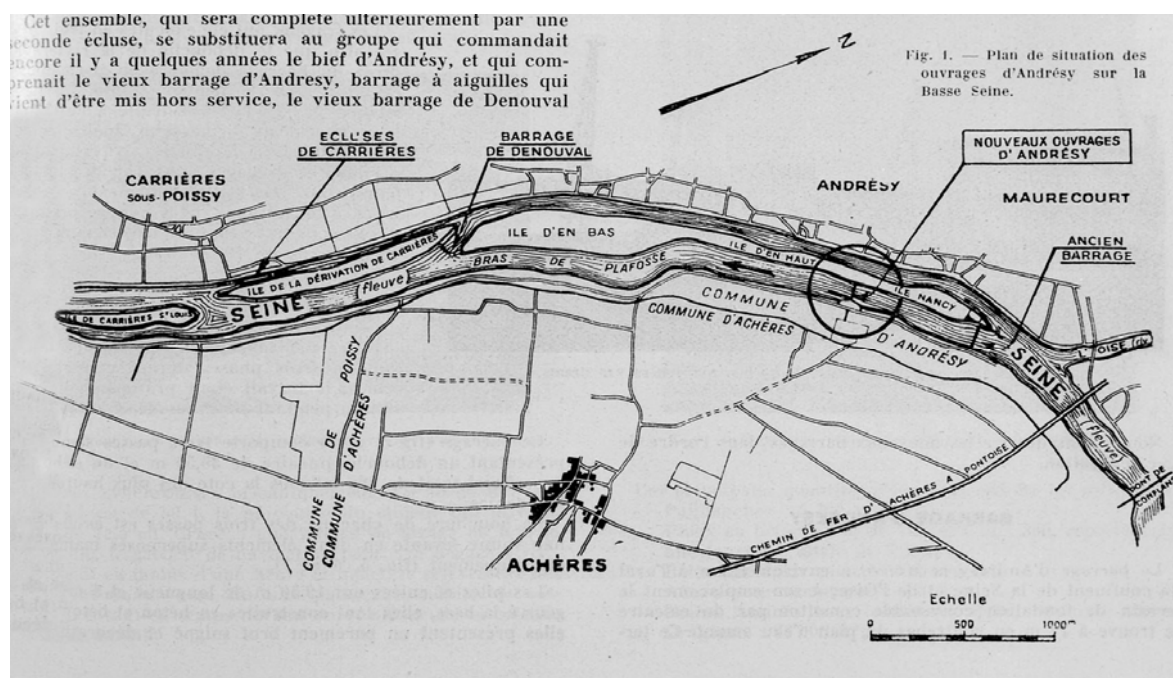 Cet ensemble, qui sera complété ultérieurement par une
seconde écluse, se substituera au groupe qui commandait
encore il y a quelques années le bief d'Andrésy, et qui com-
prenait le vieux barrage d'Andresy, barrage à aiguilles qui
vient d'être mis hors service, le vieux barrage de Denouval
Fig. 1. — Plan de situation des
ouvrages d'Andrésy sur la
Basse Seine.
N
ECLUSES
DE CARRIÈRES
BARRAGE
DE DENOUVAL
NOUVEAUX OUVRAGES
D'ANDRÉSY
CARRIÈRES
SOUS-POISSY
ANDRÉSY
MAURECOURT
ANCIEN
BARRAGE
ILE D'EN BAS
ILE D'EN HAUT
ILE NANCY
ILE DE LA DÉRIVATION DE CARRIÈRES
BRAS DE PLAFOSSE
SEINE
(fleuve)
ILE DE CARRIÈRES St LOUIS
COMMUNE D'ANDRÉSY
COMMUNE D'ACHÈRES
SEINE
(fleuve)
L'OISE
PONT DE
CONFLANS
COMMUNE DE POISSY
COMMUNE D'ACHÈRES
CHEMIN DE FER D'ACHÈRES A PONTOISE
ACHÈRES
0 500 1000m
Echelle